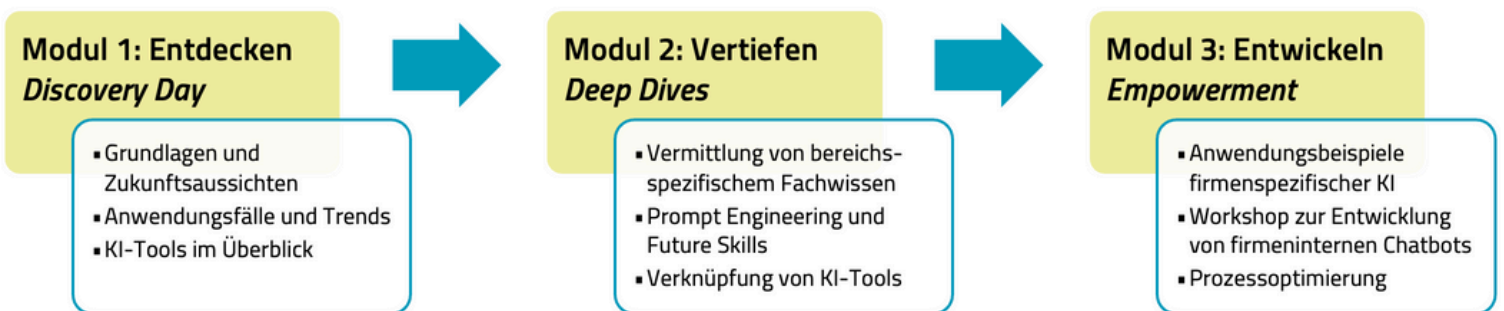 Modul 1: Entdecken
Discovery Day
▪ Grundlagen und
Zukunftsaussichten
▪ Anwendungsfälle und Trends
▪ KI-Tools im Überblick
Modul 2: Vertiefen
Deep Dives
▪ Vermittlung von bereichs-
spezifischem Fachwissen
▪ Prompt Engineering und
Future Skills
▪ Verknüpfung von KI-Tools
Modul 3: Entwickeln
Empowerment
▪ Anwendungsbeispiele
firmenspezifischer KI
▪ Workshop zur Entwicklung
von firmeninternen Chatbots
▪ Prozessoptimierung